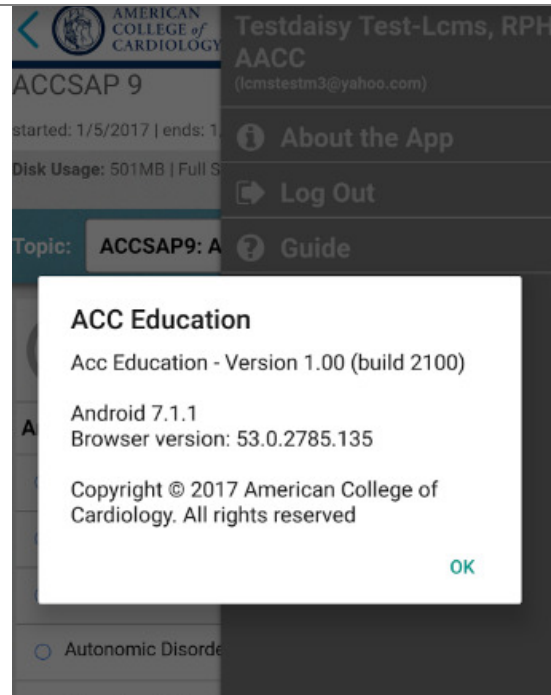 AMERICAN
COLLEGE of
CARDIOLOGY
ACCSAP 9
started: 1/5/2017 | ends: 1
Disk Usage: 501MB | Full S
Topic: ACCSAP9: A
Testdaisy Test-Lcms, RPH
AACC
(lcmstestm3@yahoo.com)
About the App
Log Out
Guide
ACC Education
Acc Education - Version 1.00 (build 2100)
Android 7.1.1
Browser version: 53.0.2785.135
Copyright © 2017 American College of
Cardiology. All rights reserved
OK
A
Autonomic Disorde